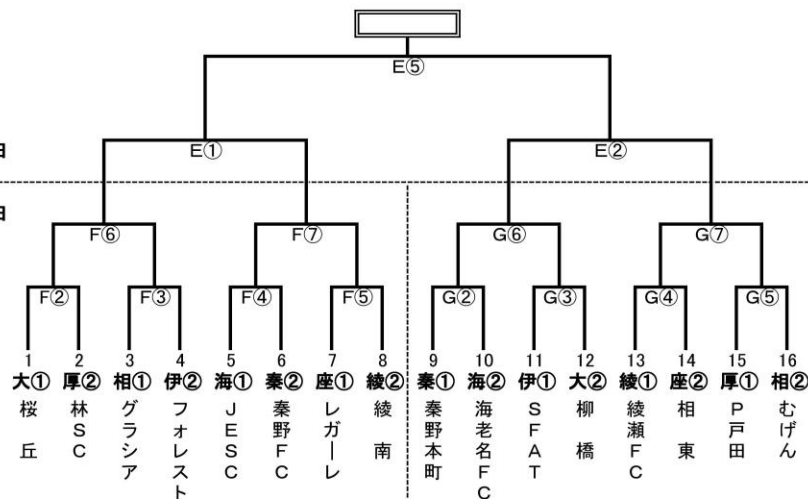 E⑤
E① E②
日
日
F⑥ F⑦ G⑥ G⑦
F② F③ F④ F⑤ G② G③ G④ G⑤
1 2 3 4 5 6 7 8 9 10 11 12 13 14 15 16
大① 厚② 相① 伊② 海① 秦② 座① 綾② 秦① 海② 伊① 大② 綾① 座② 厚① 相②
桜丘 林SC グラシア フォレスト JESC 秦野FC レガーレ 綾南 秦野本町 海老名FC SFAT 柳橋 綾瀬FC 相東 P戸田 むげん